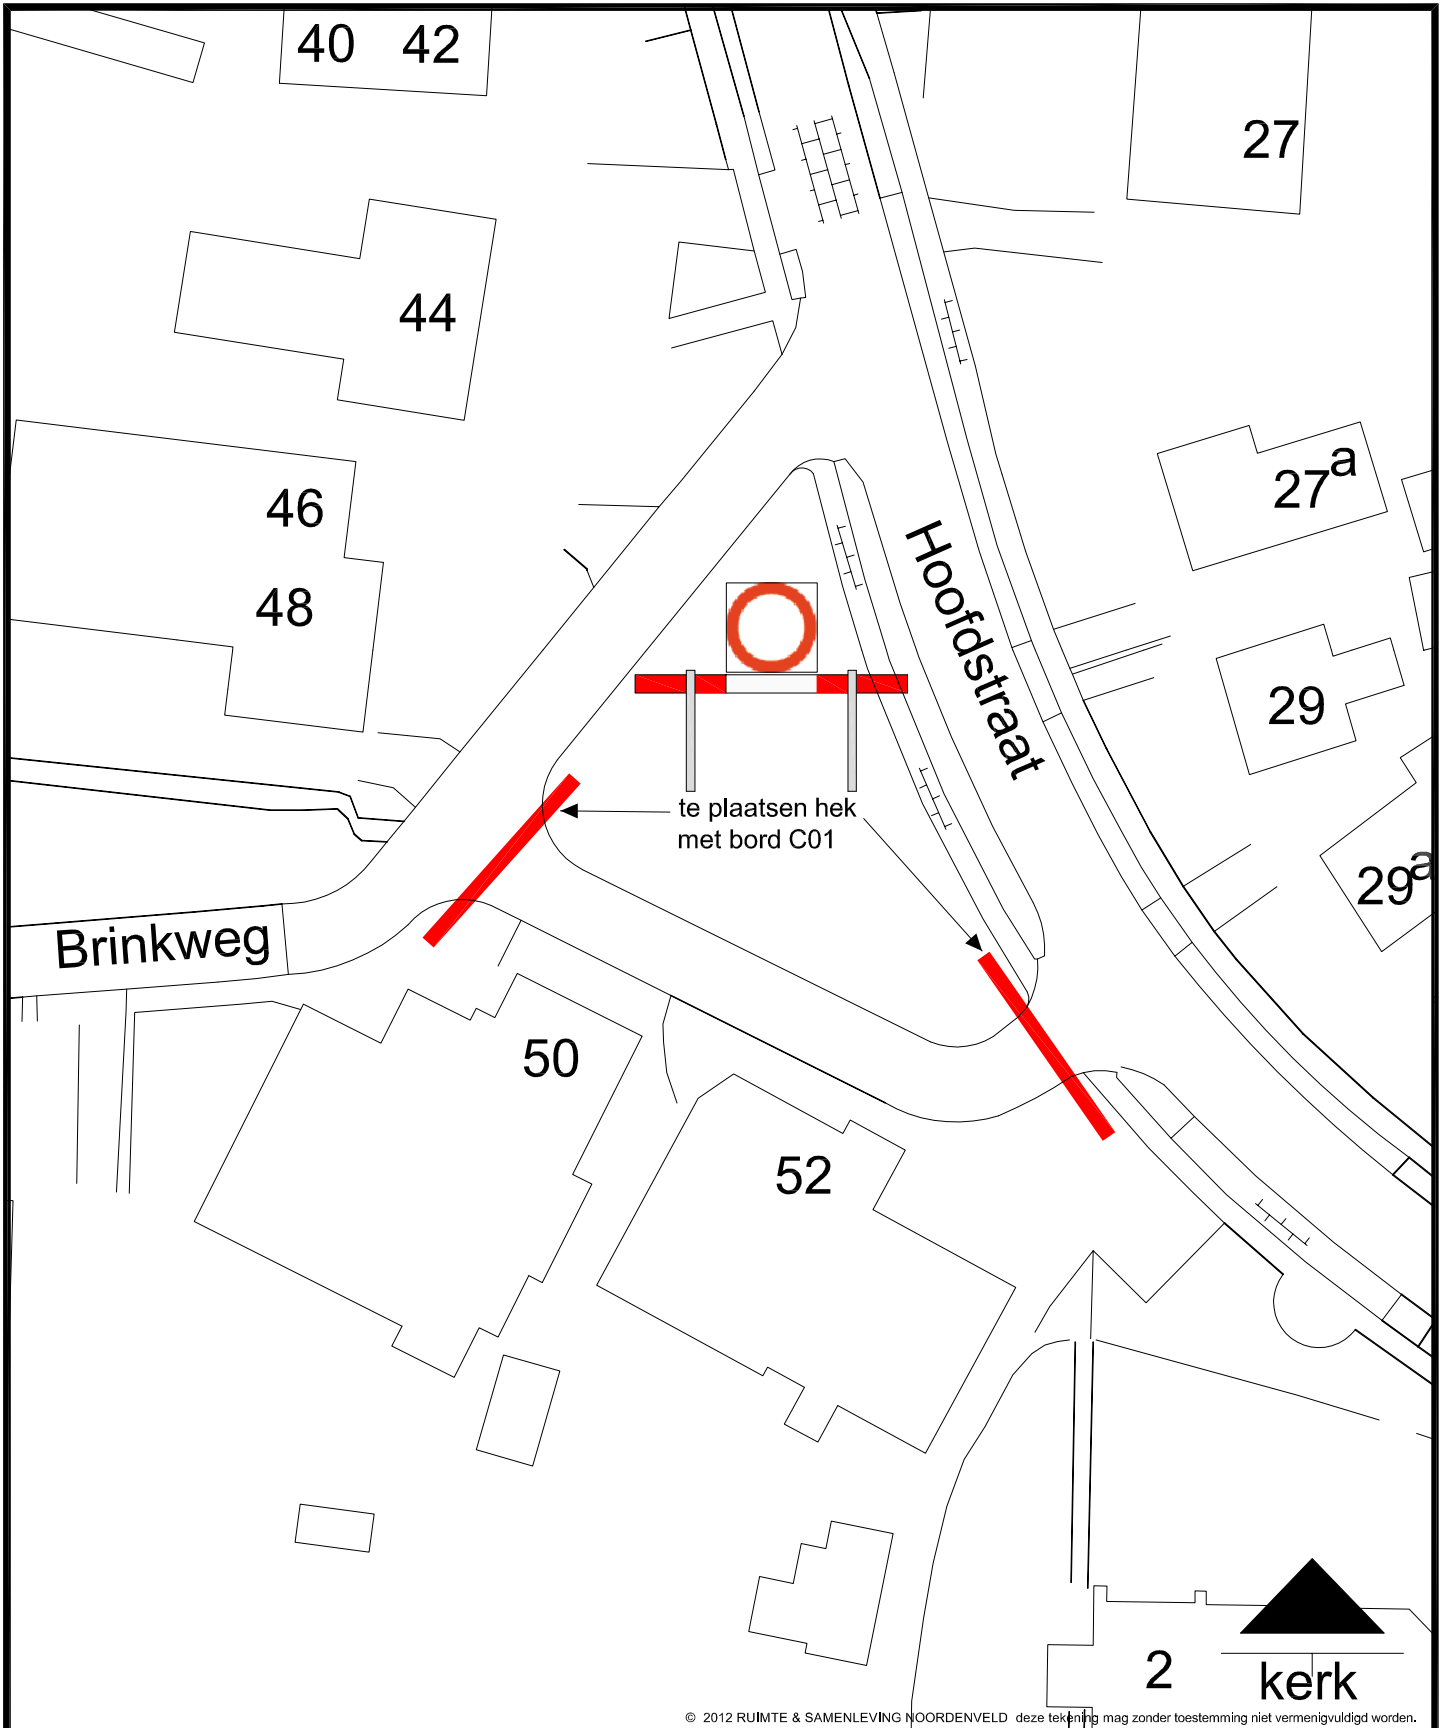 40 42
27
44
27a
46
Hoofdstraat
48
29
te plaatsen hek
met bord C01
29a
Brinkweg
50
52
2
kerk
© 2012 RUIMTE & SAMENLEVING NOORDENVELD deze tekening mag zonder toestemming niet vermenigvuldigd worden.